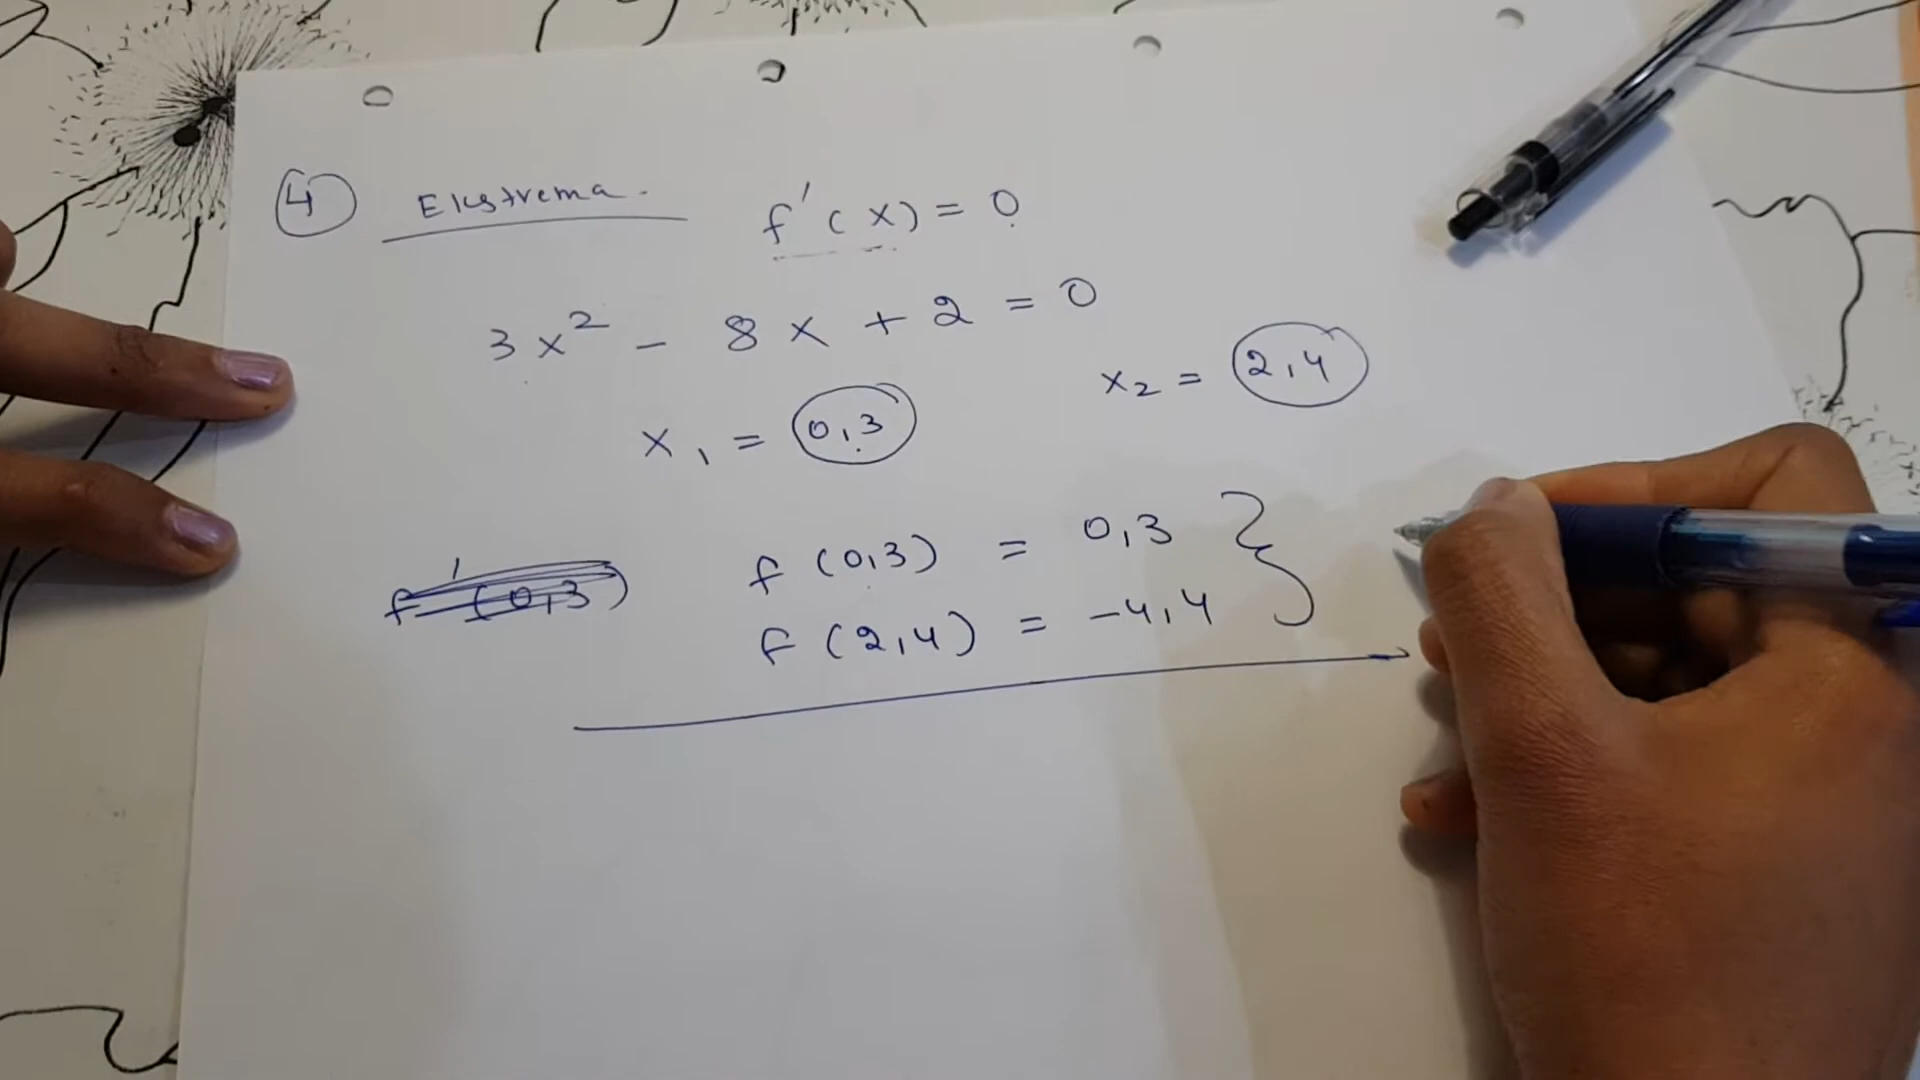 ④ Ekstrema. f'(x) = 0
3x² - 8x + 2 = 0
x₁ = 0,3 x₂ = 2,4
f(0,3) = 0,3
f'(0,3)
f(2,4) = -4,4